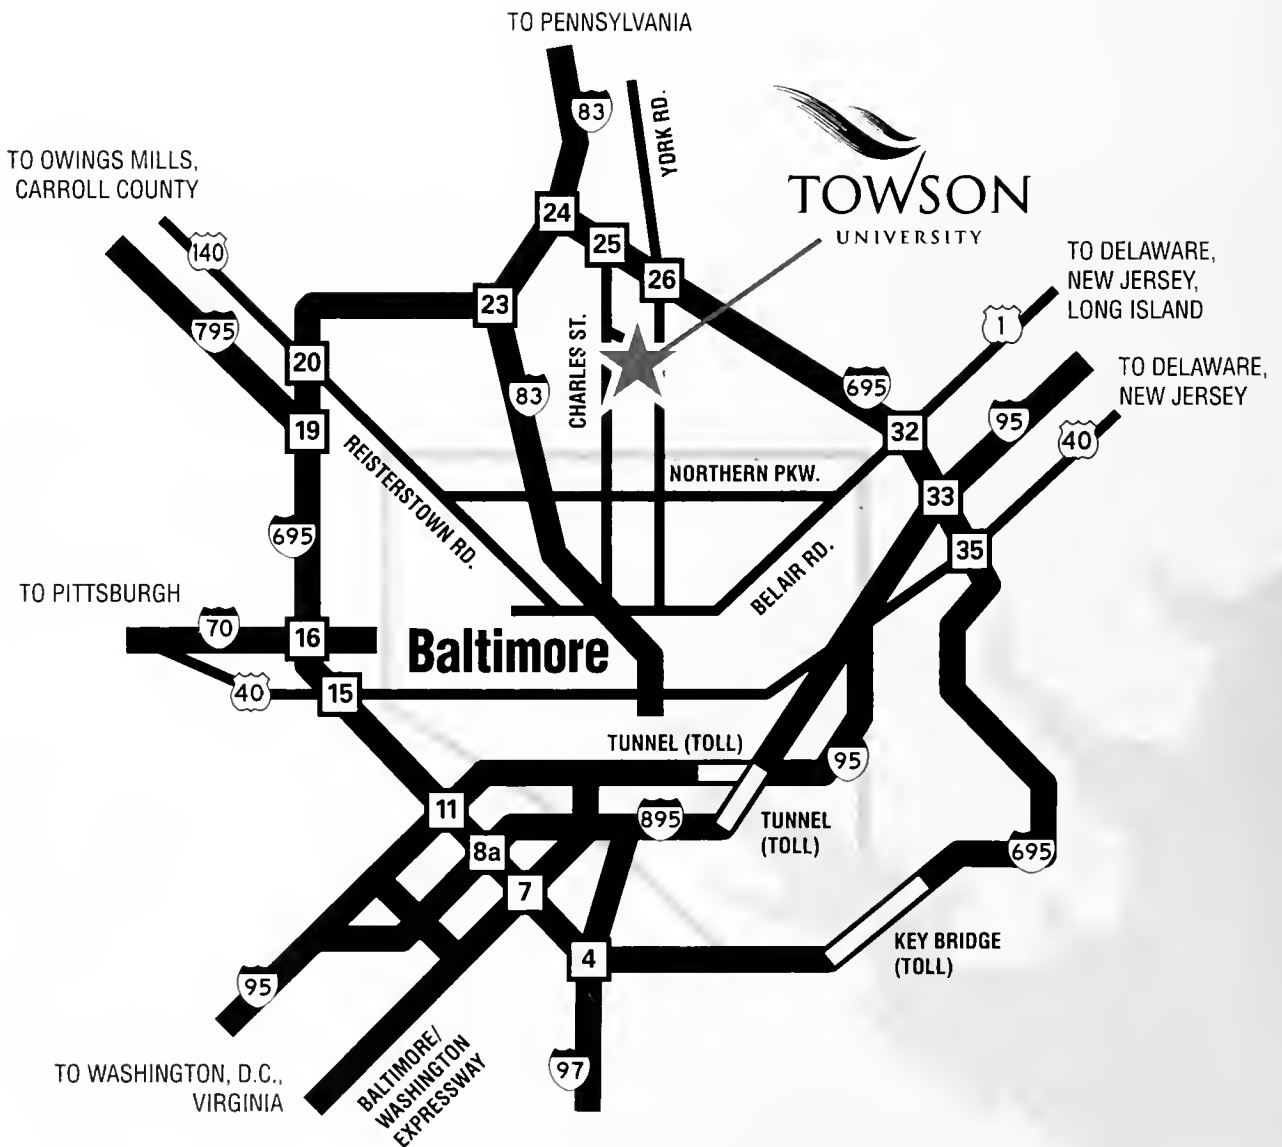 TO PENNSYLVANIA
83
YORK RD.
TOWSON
UNIVERSITY
TO OWINGS MILLS,
CARROLL COUNTY
140
795
24
25
26
23
20
19
CHARLES ST.
83
TO DELAWARE,
NEW JERSEY,
LONG ISLAND
1
TO DELAWARE,
NEW JERSEY
695
95
40
32
33
35
REISTERSTOWN RD.
NORTHERN PKW.
BELAIR RD.
695
TO PITTSBURGH
70
16
Baltimore
40
15
TUNNEL (TOLL)
95
11
895
TUNNEL
(TOLL)
8a
7
695
4
KEY BRIDGE
(TOLL)
95
97
TO WASHINGTON, D.C.,
VIRGINIA
BALTIMORE/
WASHINGTON
EXPRESSWAY